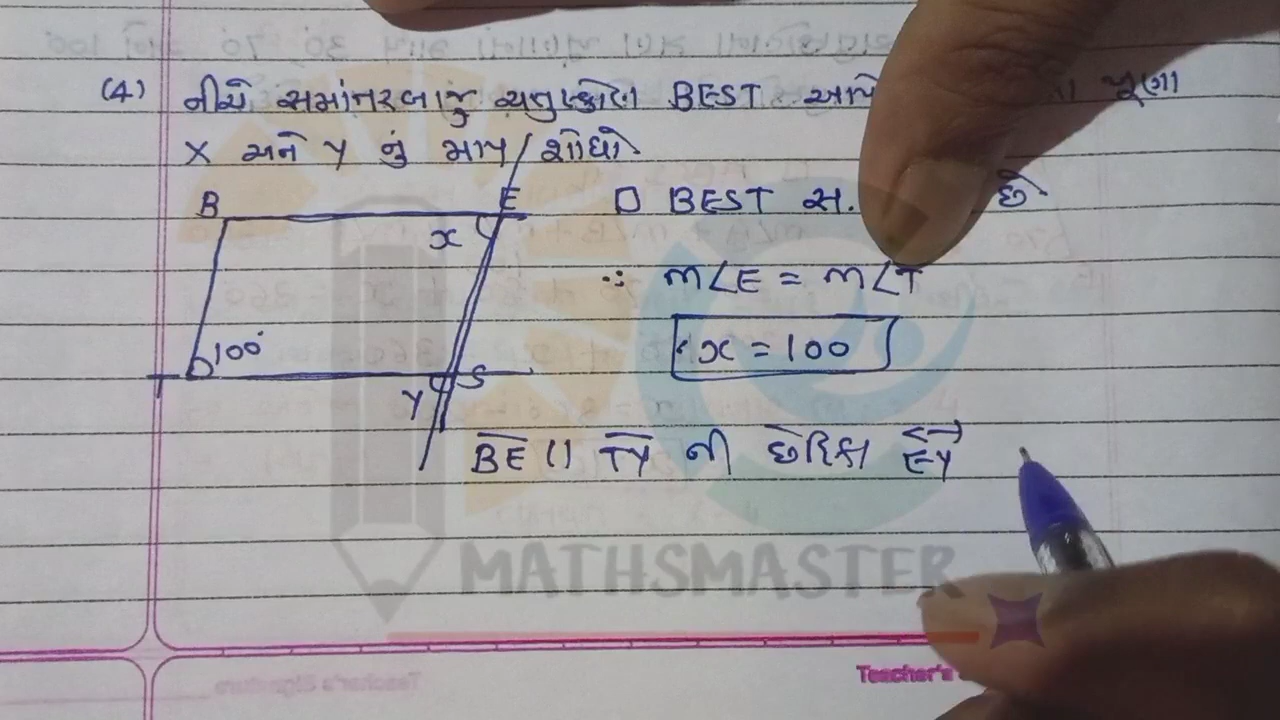 (4) નીચે સમાંતરબાજુ ચતુષ્કોણ BEST આપે ખૂણા
X અને Y નું માપ શોધો
B E
□ BEST સ. છે
x
∴ m∠E = m∠T
100°
x = 100
S
Y
BE || TY ની છેદિકા EY
MATHSMASTER
Teacher's